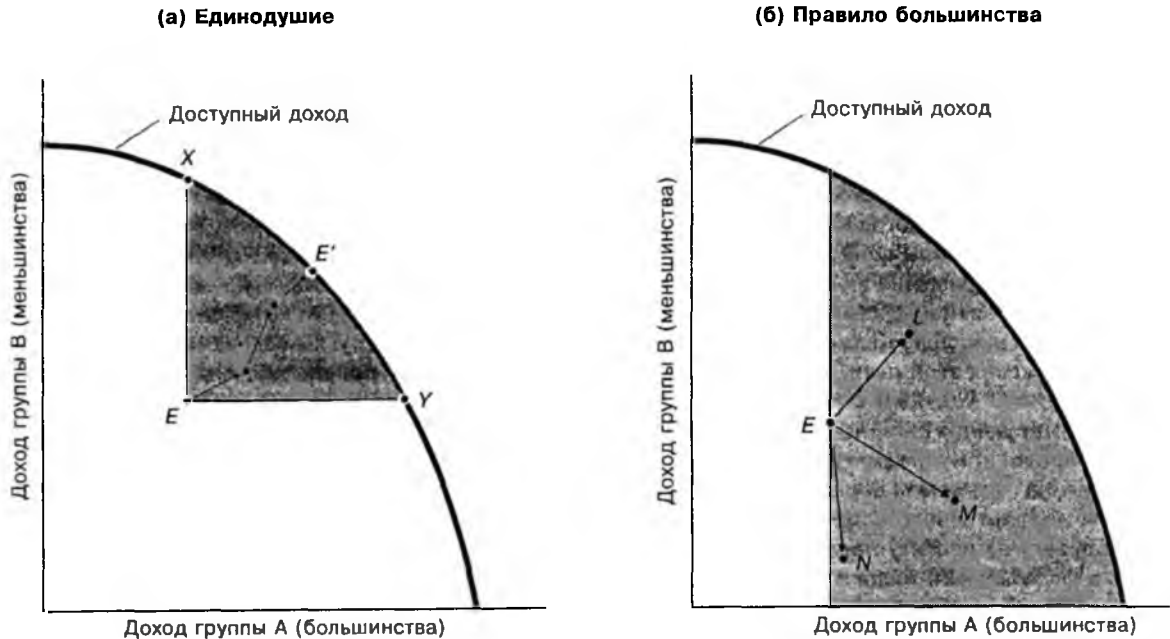 (а) Единодушие
Доступный доход
X
E'
E
Y
Доход группы В (меньшинства)
Доход группы А (большинства)
(б) Правило большинства
Доступный доход
L
E
M
N
Доход группы В (меньшинства)
Доход группы А (большинства)